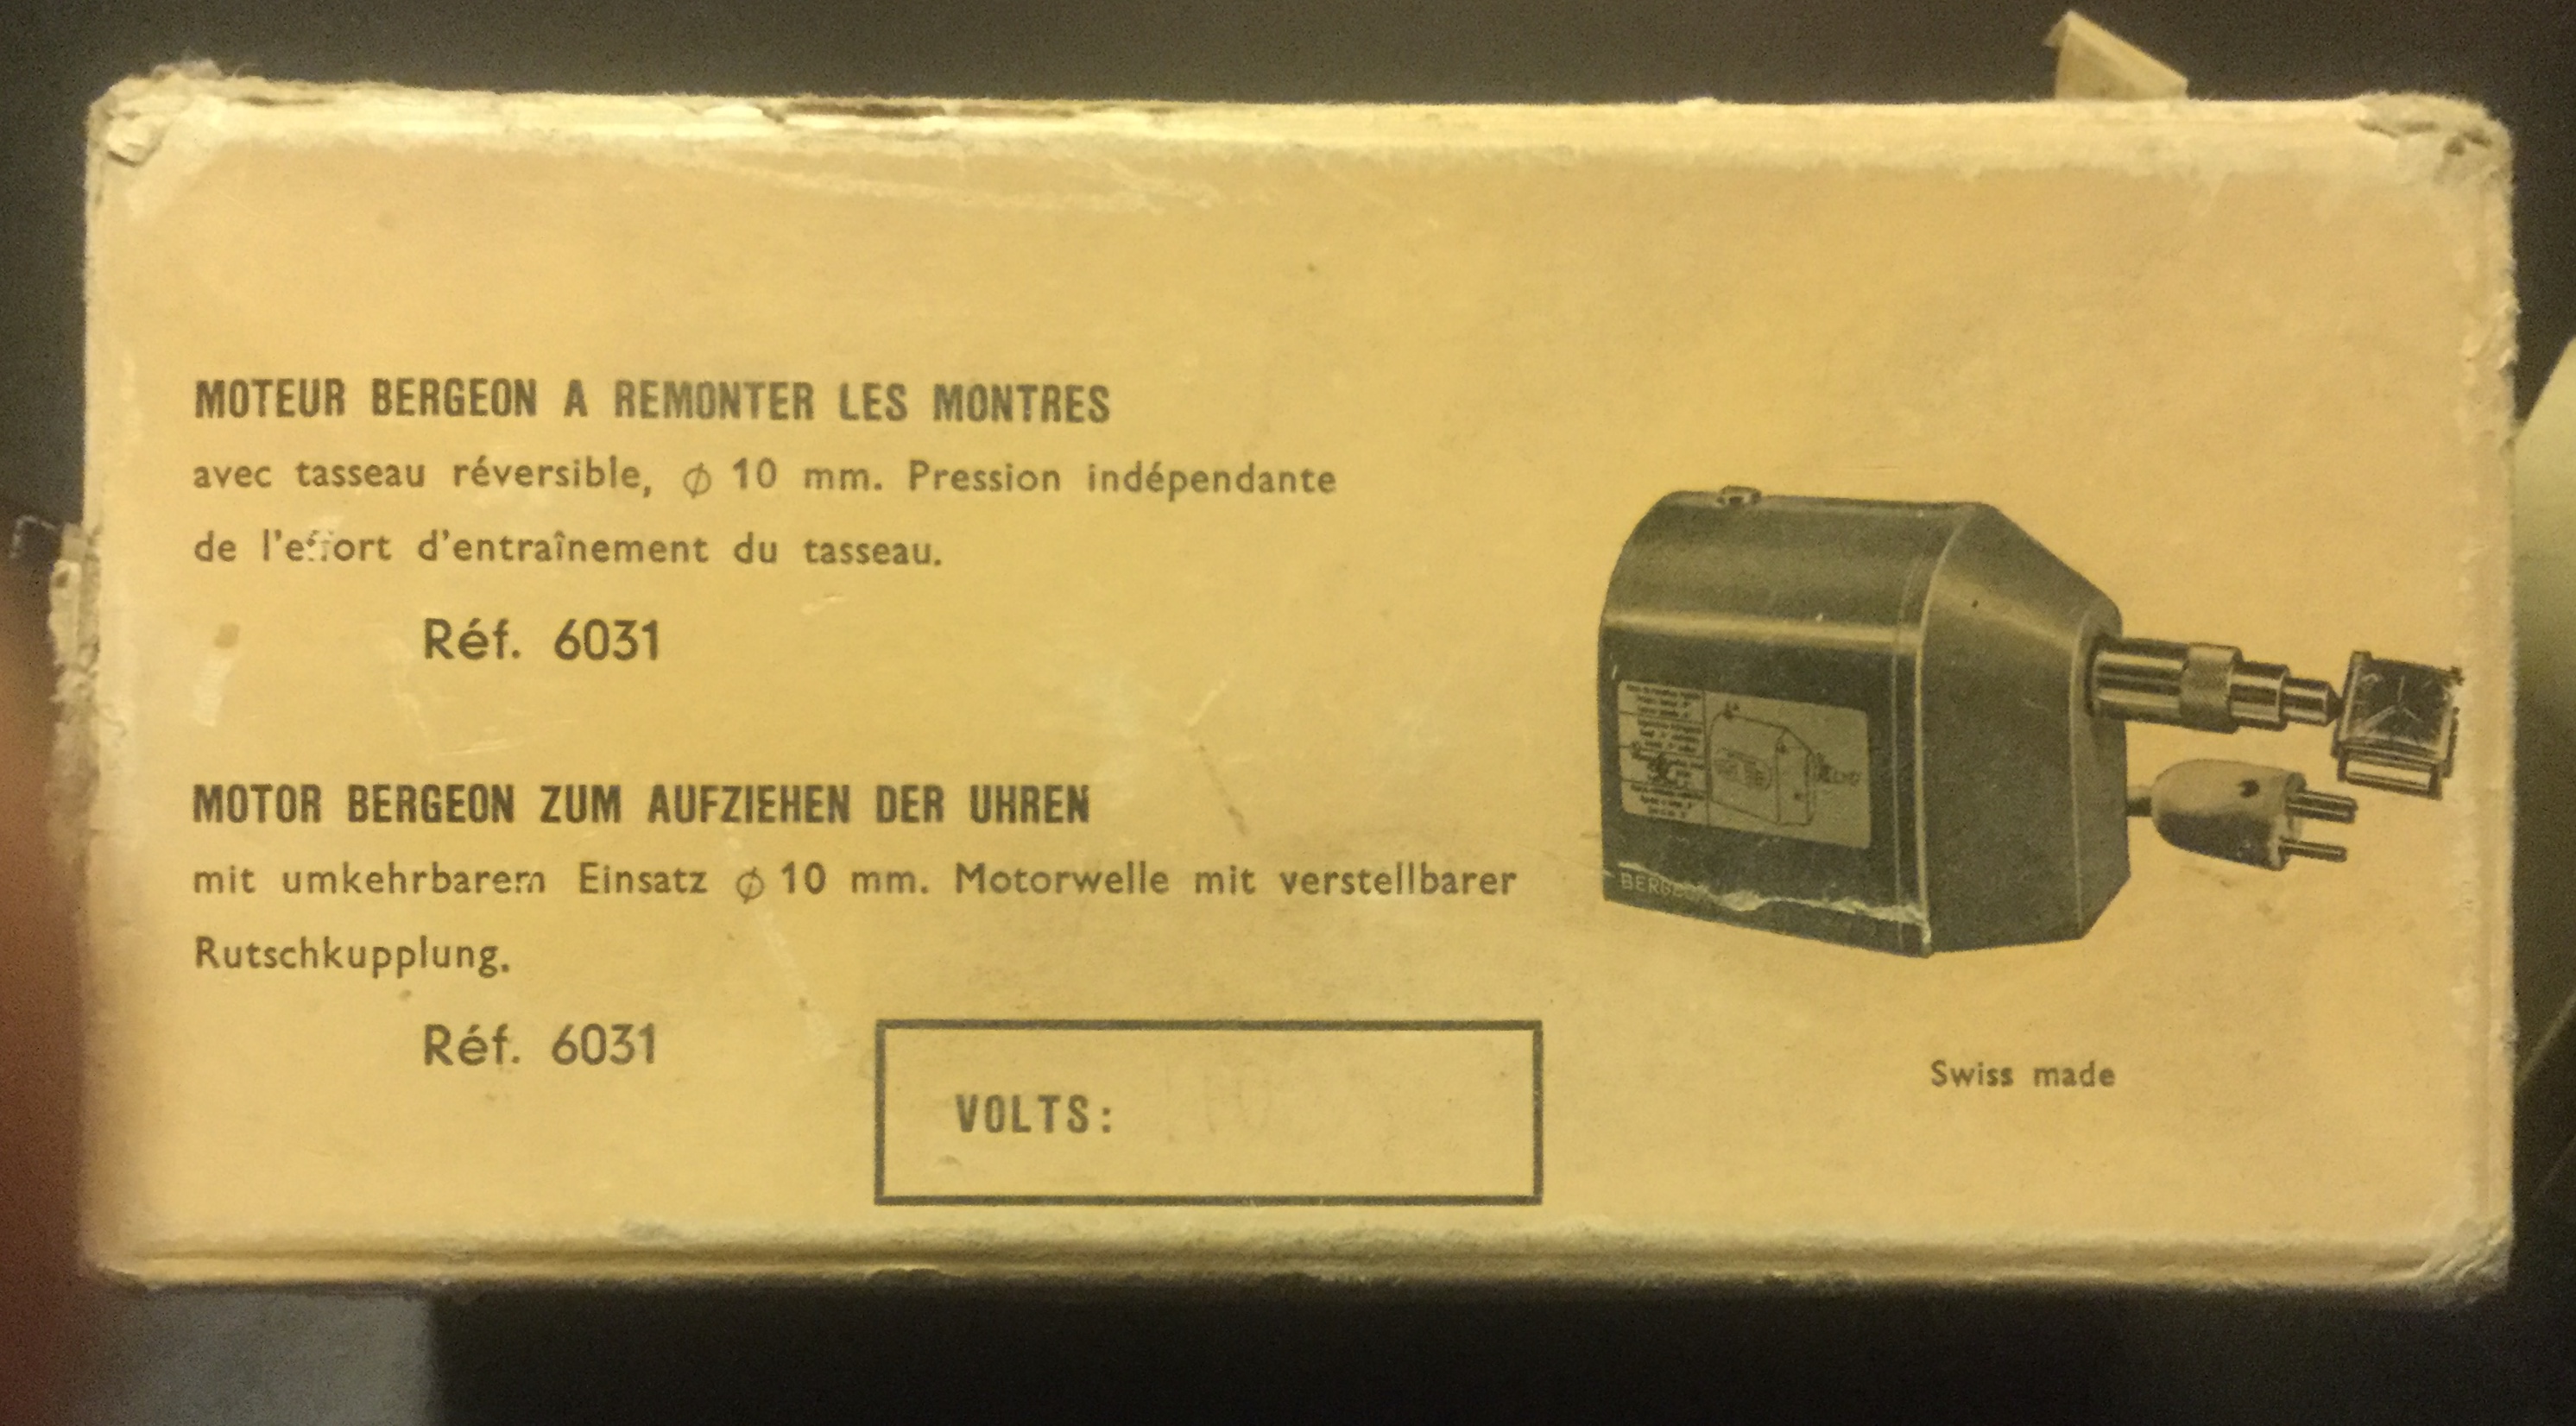 MOTEUR BERGEON A REMONTER LES MONTRES
avec tasseau réversible, ϕ 10 mm. Pression indépendante
de l'effort d'entraînement du tasseau.
Réf. 6031
MOTOR BERGEON ZUM AUFZIEHEN DER UHREN
mit umkehrbarem Einsatz ϕ 10 mm. Motorwelle mit verstellbarer
Rutschkupplung.
Réf. 6031
VOLTS:
Swiss made